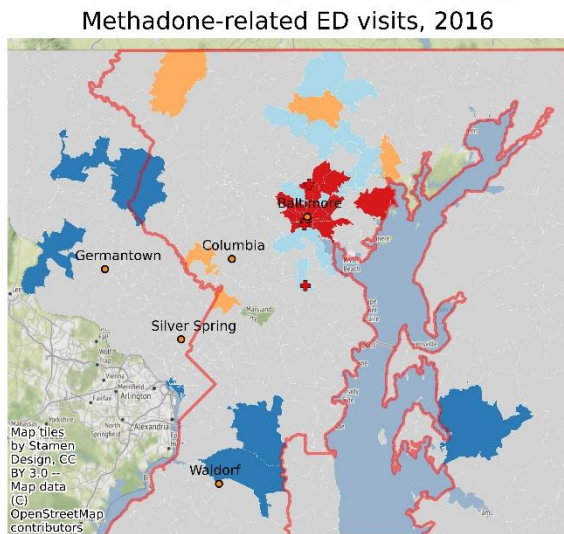 Methadone-related ED visits, 2016
Baltimore
Columbia
Germantown
Beach
Silver Spring
Arlington
Alexandria
Waldorf
Map tiles
by Stamen
Design, CC
BY 3.0 --
Map data
(C)
OpenStreetMap
contributors